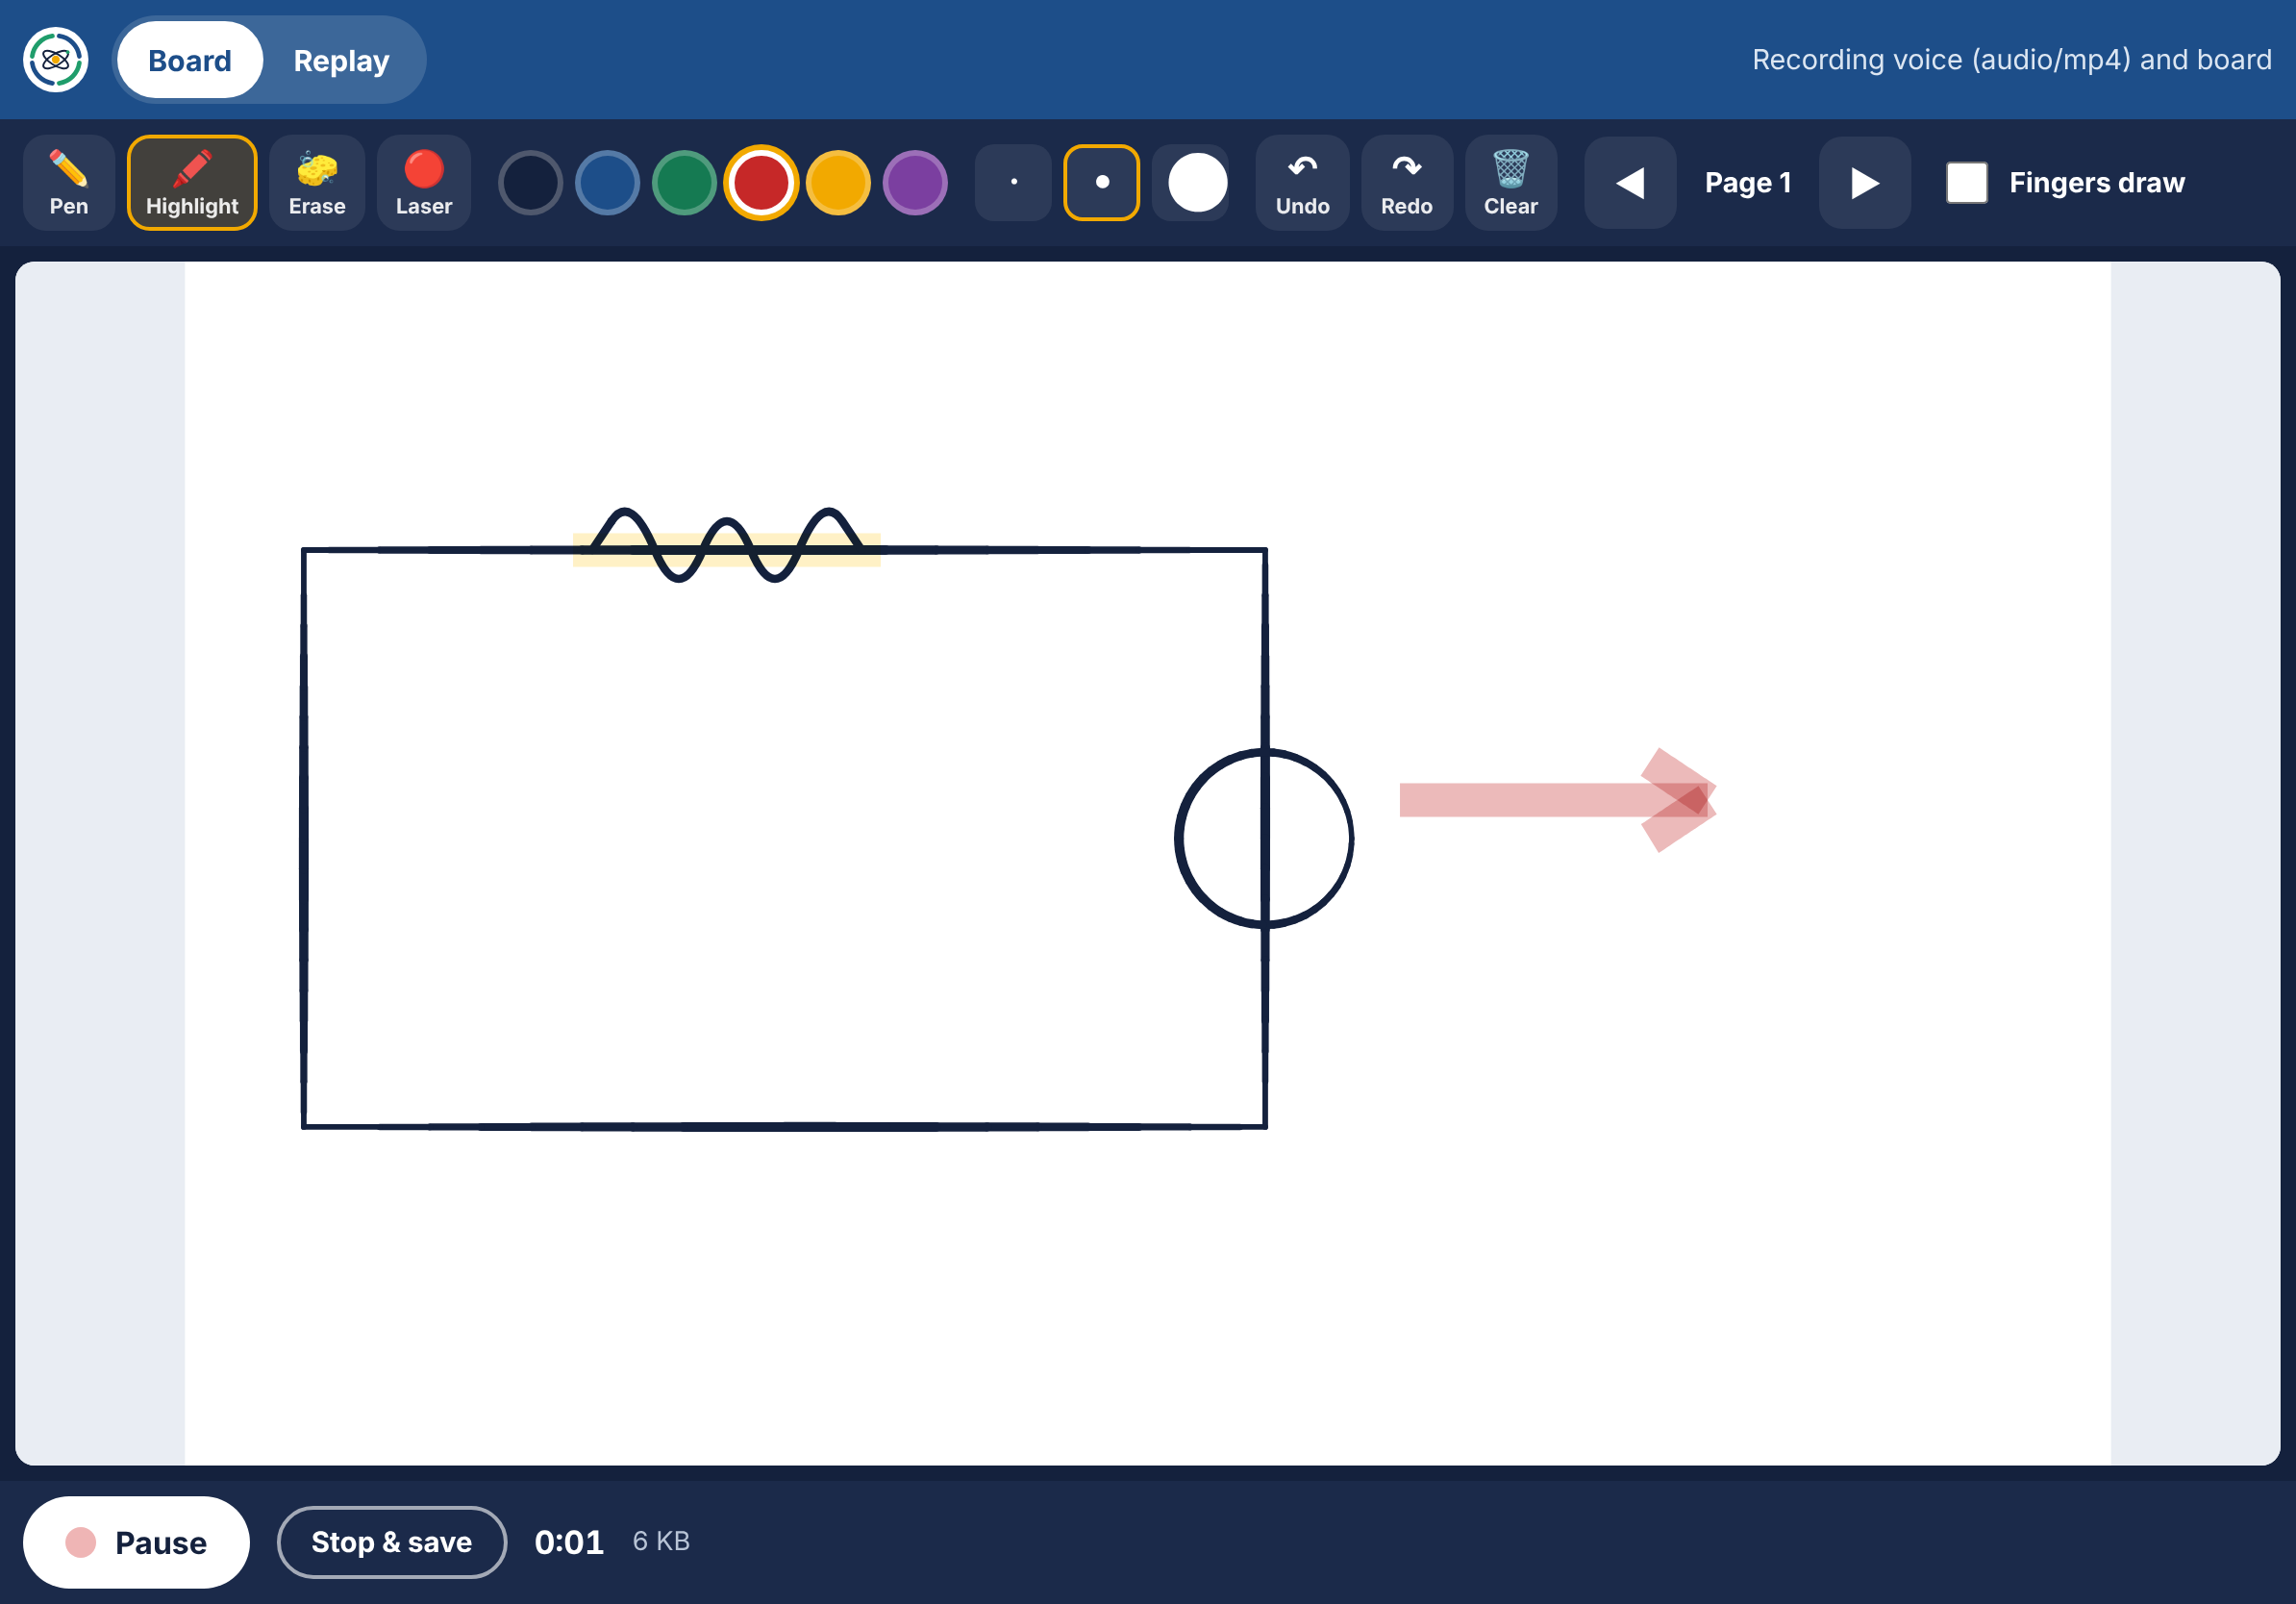 Board Replay Recording voice (audio/mp4) and board
Pen Highlight Erase Laser Undo Redo Clear Page 1 Fingers draw
Pause Stop & save 0:01 6 KB